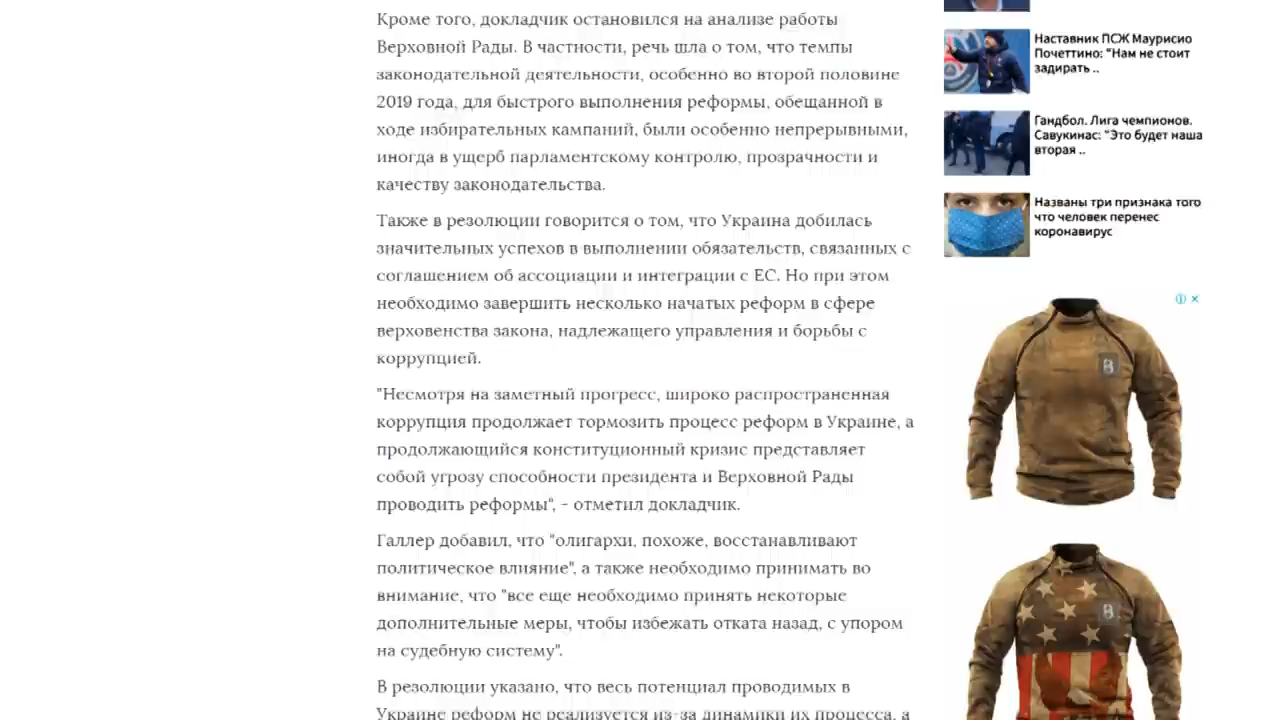 Кроме того, докладчик остановился на анализе работы
Верховной Рады. В частности, речь шла о том, что темпы
законодательной деятельности, особенно во второй половине
2019 года, для быстрого выполнения реформы, обещанной в
ходе избирательных кампаний, были особенно непрерывными,
иногда в ущерб парламентскому контролю, прозрачности и
качеству законодательства.
Также в резолюции говорится о том, что Украина добилась
значительных успехов в выполнении обязательств, связанных с
соглашением об ассоциации и интеграции с ЕС. Но при этом
необходимо завершить несколько начатых реформ в сфере
верховенства закона, надлежащего управления и борьбы с
коррупцией.
"Несмотря на заметный прогресс, широко распространенная
коррупция продолжает тормозить процесс реформ в Украине, а
продолжающийся конституционный кризис представляет
собой угрозу способности президента и Верховной Рады
проводить реформы", - отметил докладчик.
Галлер добавил, что "олигархи, похоже, восстанавливают
политическое влияние", а также необходимо принимать во
внимание, что "все еще необходимо принять некоторые
дополнительные меры, чтобы избежать отката назад, с упором
на судебную систему".
В резолюции указано, что весь потенциал проводимых в
Украине реформ не реализуется из-за динамики их процесса, а
Наставник ПСЖ Маурисио
Почеттино: "Нам не стоит
задирать ..
Гандбол. Лига чемпионов.
Савукинас: "Это будет наша
вторая ..
Названы три признака того
что человек перенес
коронавирус